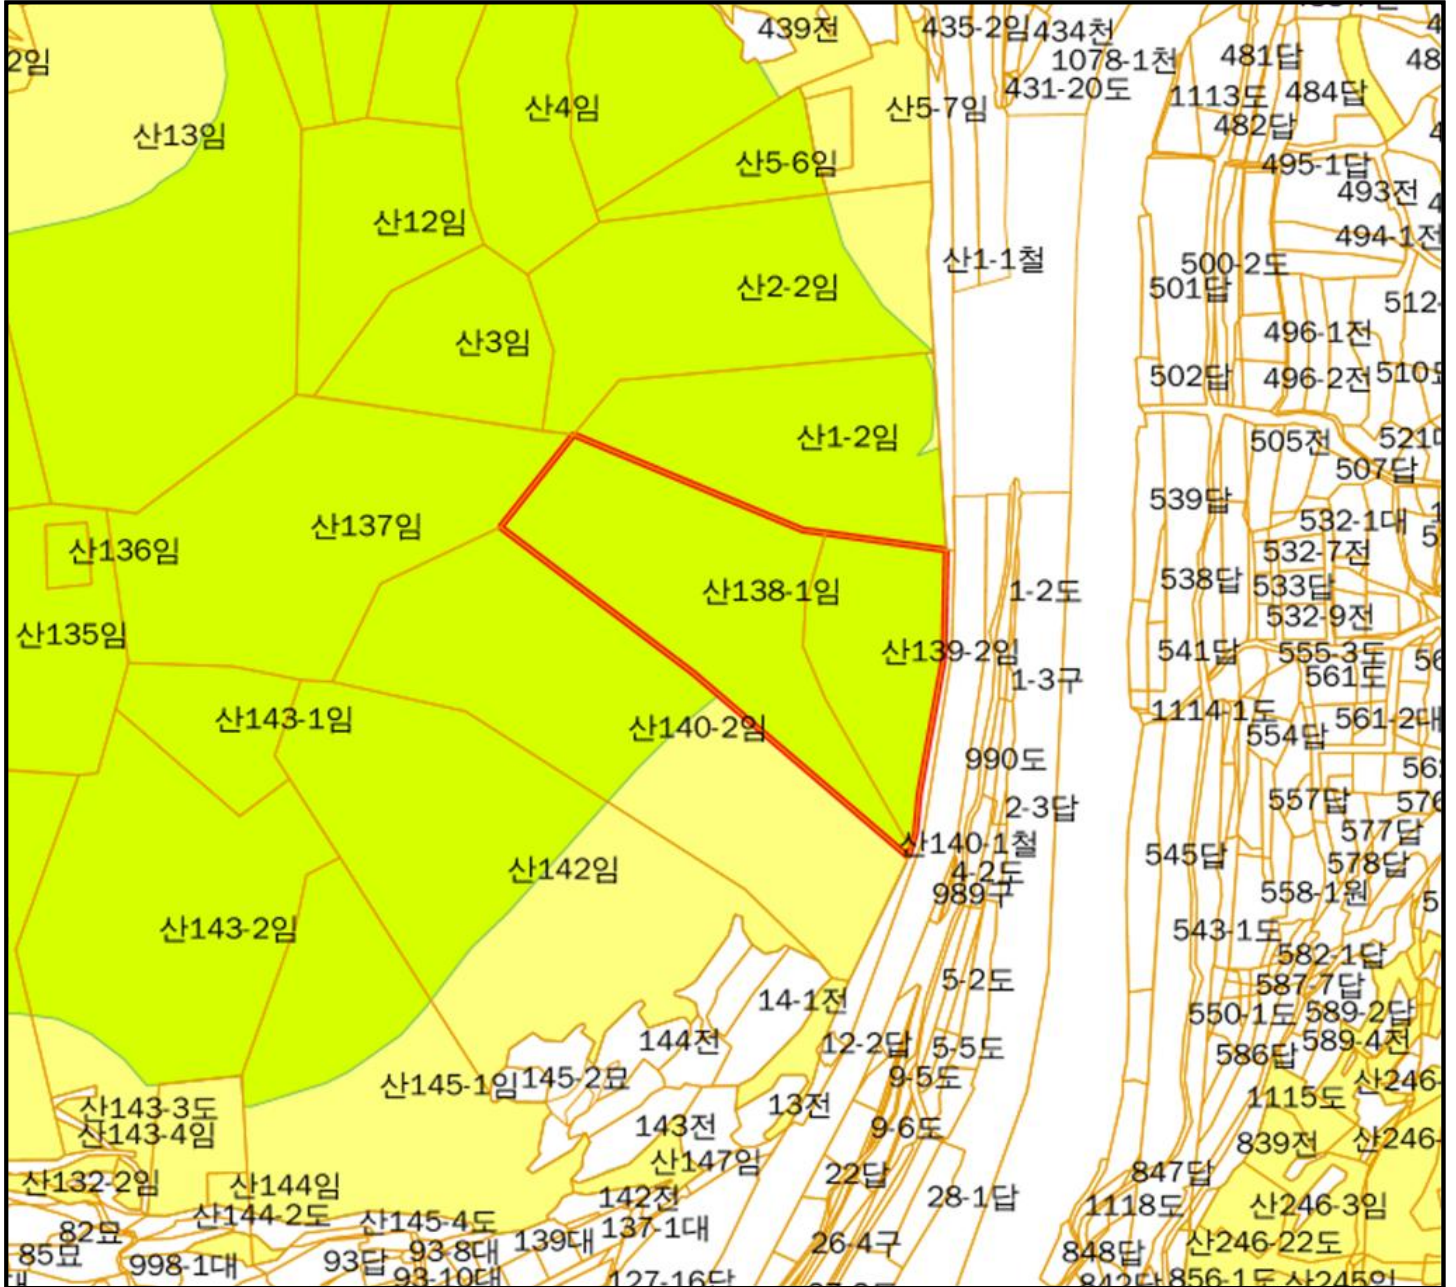 439전
435-2임
434천
1078-1천
481답
2임
431-20도
1113도
484답
산4임
산5-7임
482답
산13임
산5-6임
495-1답
493전
산12임
494-1전
산1-1철
500-2도
산2-2임
501답
산3임
496-1전
502답
496-2전
산1-2임
505전
507답
539답
산137임
532-1대
산136임
532-7전
538답
533답
산138-1임
1-2도
532-9전
산135임
산139-2임
541답
555-3도
1-3구
561도
산143-1임
산140-2임
1114-1도
554답
561-2대
990도
2-3답
557답
577답
산140-1철
545답
578답
산142임
4-2도
989구
558-1원
산143-2임
543-1도
582-1답
5-2도
587-7답
14-1전
550-1도
589-2답
144전
12-2답
5-5도
586답
589-4전
산145-1임
145-2묘
9-5도
산246-
산143-3도
13전
1115도
산143-4임
143전
9-6도
839전
산246-
산132-2임
산144임
산147임
22답
847답
142전
28-1답
1118도
산246-3임
산144-2도
산145-4도
137-1대
82묘
139대
26-4구
848답
산246-22도
85묘
998-1대
93답
93-8대
93-10대
127-16답
856-1도